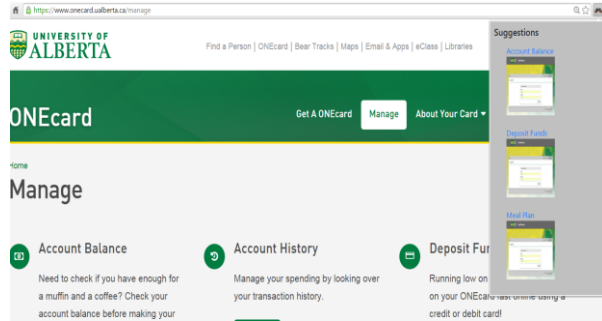 https://www.onecard.ualberta.ca/manage
UNIVERSITY OF
ALBERTA
Find a Person | ONEcard | Bear Tracks | Maps | Email & Apps | eClass | Libraries
ONEcard
Get A ONEcard Manage About Your Card
Home
Manage
Account Balance
Need to check if you have enough for
a muffin and a coffee? Check your
account balance before making your
Account History
Manage your spending by looking over
your transaction history.
Deposit Fur
Running low on
on your ONEcard fast online using a
credit or debit card!
Suggestions
Account Balance
Deposit Funds
Meal Plan